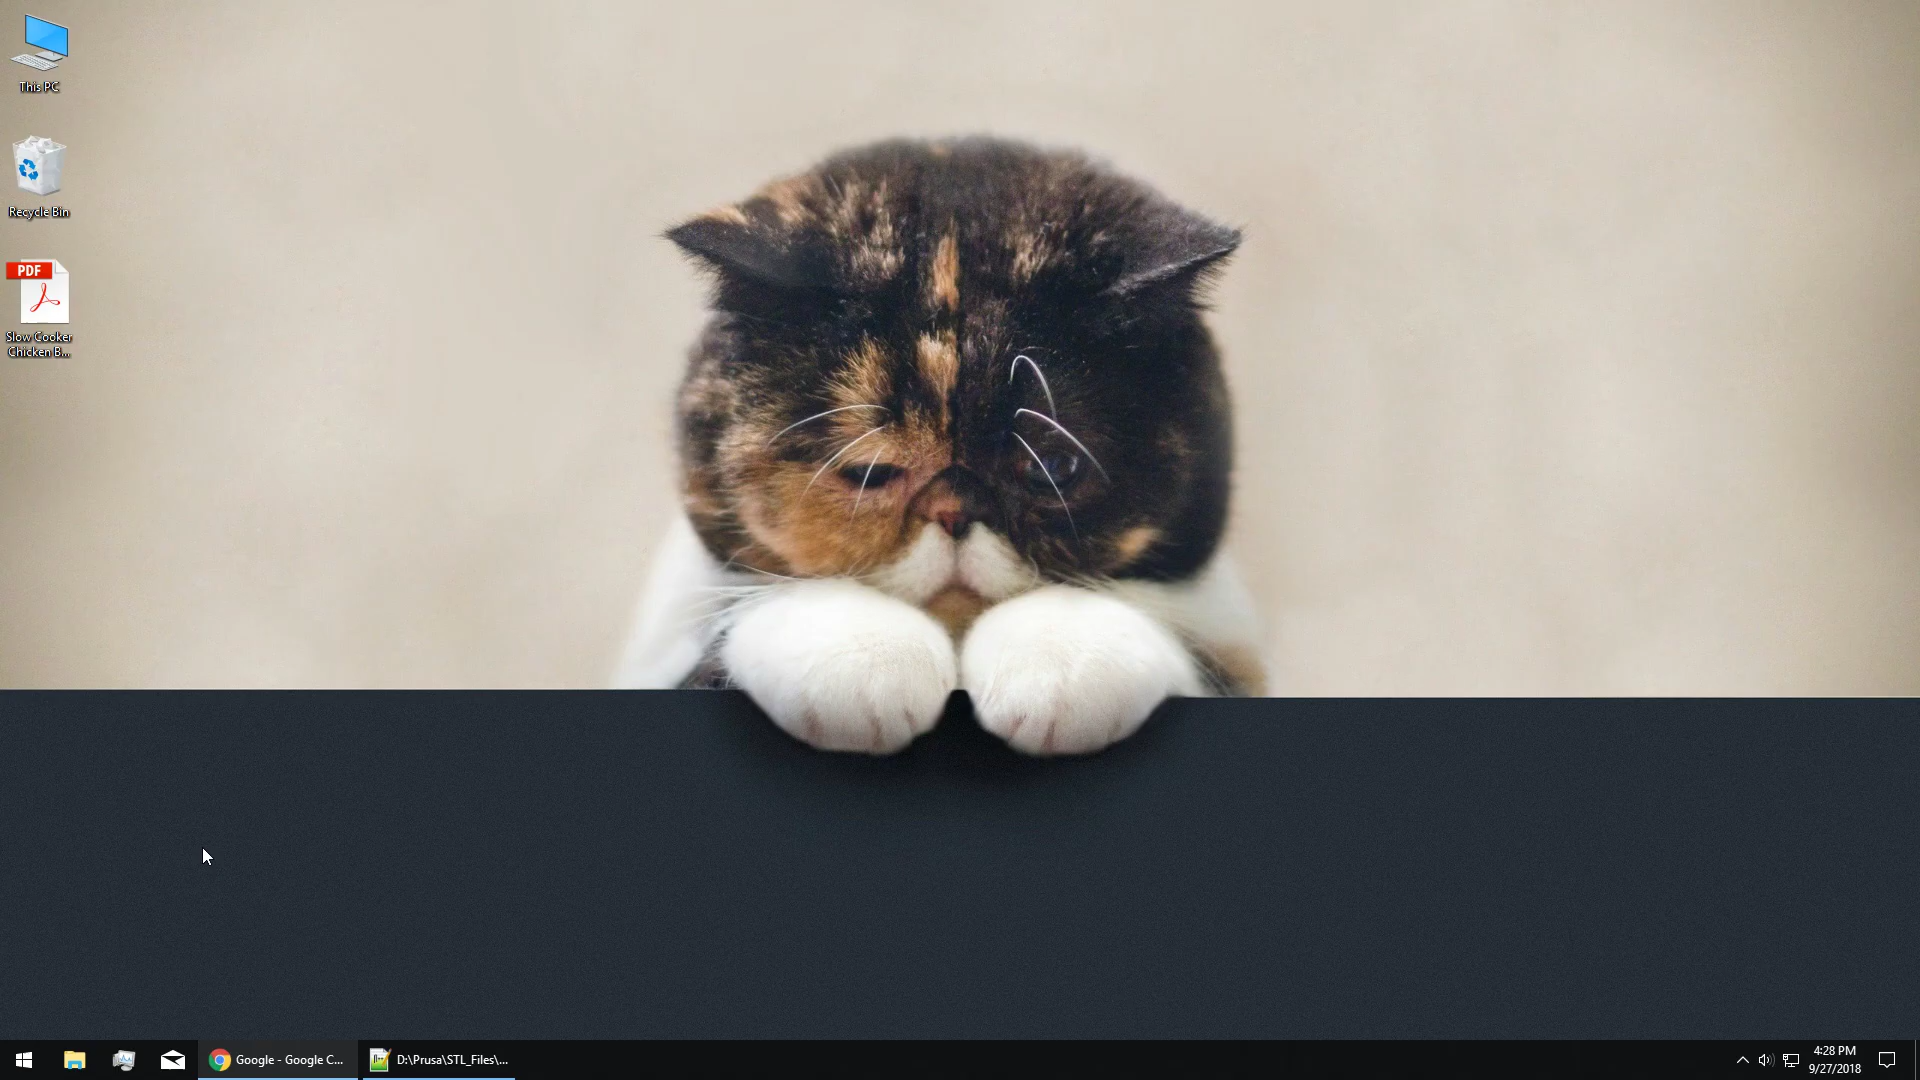 This PC
Recycle Bin
PDF
Slow Cooker
Chicken B...
Google - Google C...
D:\Prusa\STL_Files\...
4:28 PM
9/27/2018